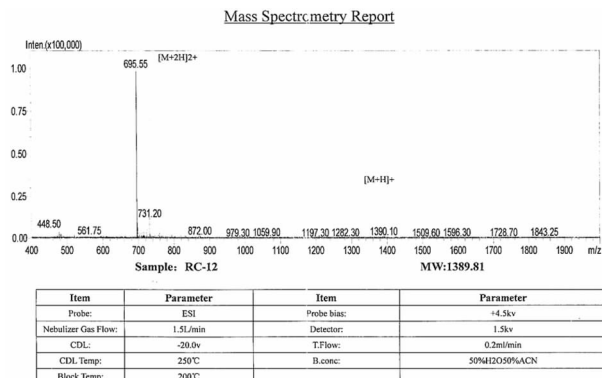 Mass Spectrometry Report
Inten.(x100,000)
[M+2H]2+
695.55
1.00
0.75
0.50
[M+H]+
0.25
731.20
448.50 561.75 872.00 979.30 1059.90 1197.30 1282.30 1390.10 1509.60 1596.30 1728.70 1843.25
0.00
400 500 600 700 800 900 1000 1100 1200 1300 1400 1500 1600 1700 1800 1900 m/z
Sample: RC-12 MW:1389.81
Item Parameter Item Parameter
Probe: ESI Probe bias: +4.5kv
Nebulizer Gas Flow: 1.5L/min Detector: 1.5kv
CDL: -20.0v T.Flow: 0.2ml/min
CDL Temp: 250℃ B.conc: 50%H2O50%ACN
Block Temp: 200℃